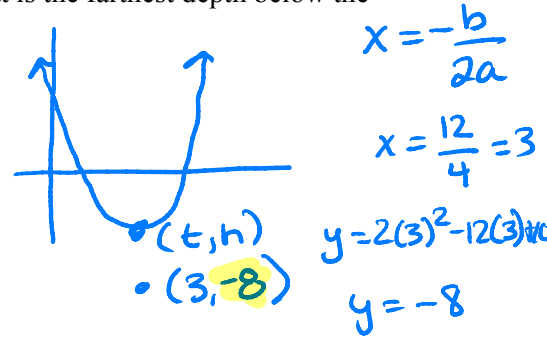 is the farthest depth below the
x = -b/2a
x = 12/4 = 3
(t,h)
y = 2(3)² - 12(3)
(3, -8)
y = -8